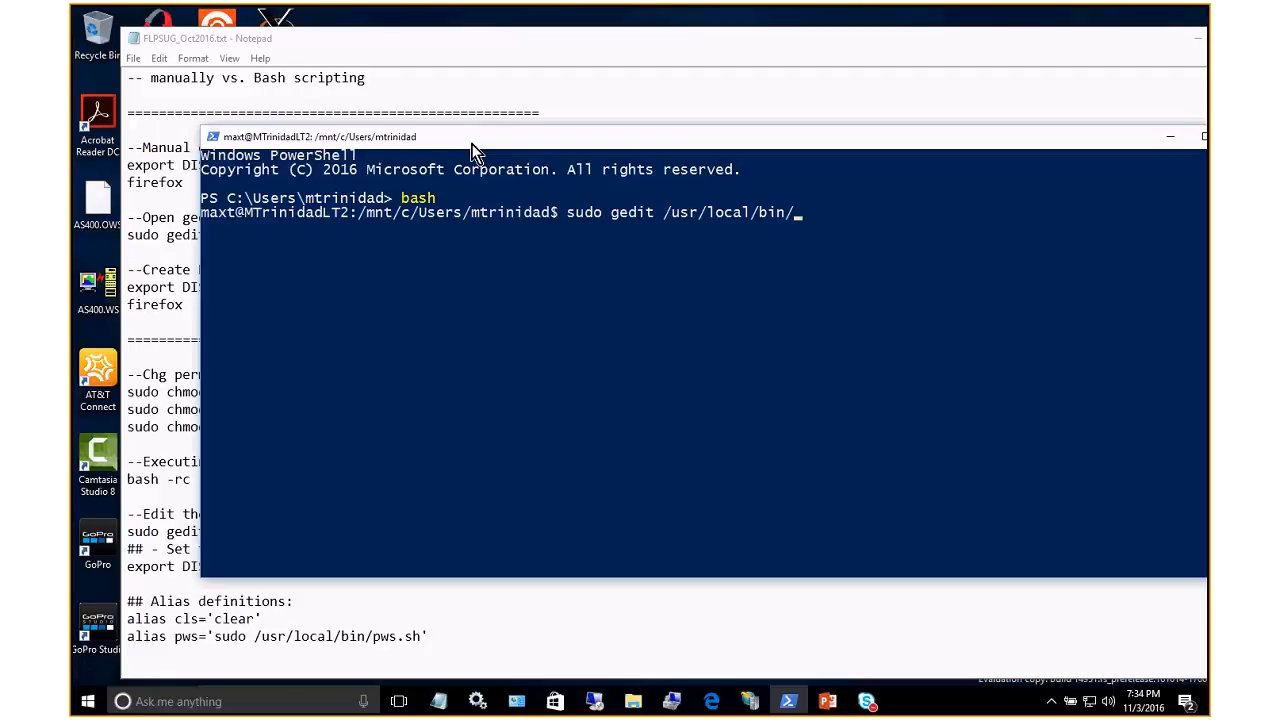 Recycle Bin
FLPSUG_Oct2016.txt - Notepad
File Edit Format View Help
-- manually vs. Bash scripting
=====================================================
Acrobat
Reader DC
AS400.WS
AS400.WS
AT&T
Connect
Camtasia
Studio 8
GoPro
GoPro
GoPro Studi
GoPro
--Manual
export DI
firefox
--Open ge
sudo gedi
--Create
export DI
firefox
--Chg per
sudo chmo
sudo chmo
sudo chmo
--Executi
bash -rc
--Edit th
sudo gedi
## - Set
export DI
## Alias definitions:
alias cls='clear'
alias pws='sudo /usr/local/bin/pws.sh'
maxt@MTrinidadLT2: /mnt/c/Users/mtrinidad
Windows PowerShell
Copyright (C) 2016 Microsoft Corporation. All rights reserved.
PS C:\Users\mtrinidad> bash
maxt@MTrinidadLT2:/mnt/c/Users/mtrinidad$ sudo gedit /usr/local/bin/_
Ask me anything
7:34 PM
11/3/2016
2